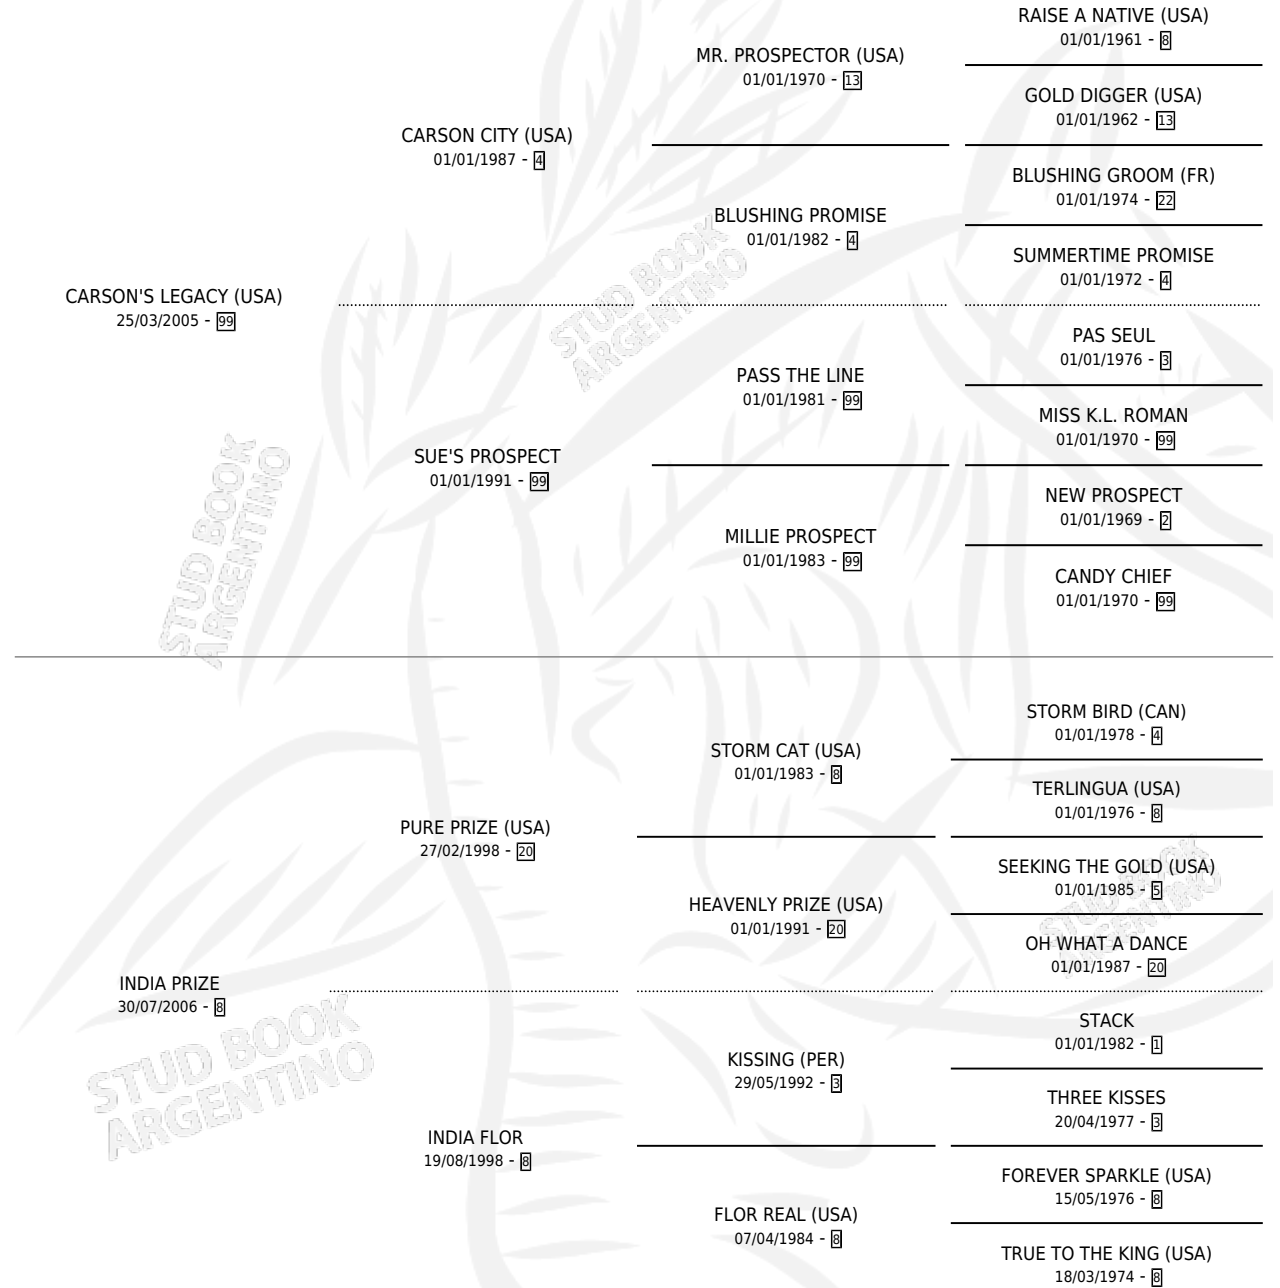 RAISE A NATIVE (USA)
01/01/1961 - 8
MR. PROSPECTOR (USA)
01/01/1970 - 13
GOLD DIGGER (USA)
01/01/1962 - 13
CARSON CITY (USA)
01/01/1987 - 4
BLUSHING GROOM (FR)
01/01/1974 - 22
BLUSHING PROMISE
01/01/1982 - 4
SUMMERTIME PROMISE
01/01/1972 - 4
CARSON'S LEGACY (USA)
25/03/2005 - 99
PAS SEUL
01/01/1976 - 3
PASS THE LINE
01/01/1981 - 99
MISS K.L. ROMAN
01/01/1970 - 99
SUE'S PROSPECT
01/01/1991 - 99
NEW PROSPECT
01/01/1969 - 2
MILLIE PROSPECT
01/01/1983 - 99
CANDY CHIEF
01/01/1970 - 99
STUD BOOK
ARGENTINO
STUD BOOK
ARGENTINO
STORM BIRD (CAN)
01/01/1978 - 4
STORM CAT (USA)
01/01/1983 - 8
TERLINGUA (USA)
01/01/1976 - 8
PURE PRIZE (USA)
27/02/1998 - 20
SEEKING THE GOLD (USA)
01/01/1985 - 5
HEAVENLY PRIZE (USA)
01/01/1991 - 20
OH WHAT A DANCE
01/01/1987 - 20
INDIA PRIZE
30/07/2006 - 8
STACK
01/01/1982 - 1
KISSING (PER)
29/05/1992 - 3
THREE KISSES
20/04/1977 - 3
INDIA FLOR
19/08/1998 - 8
FOREVER SPARKLE (USA)
15/05/1976 - 8
FLOR REAL (USA)
07/04/1984 - 8
TRUE TO THE KING (USA)
18/03/1974 - 8
STUD BOOK
ARGENTINO
STUD BOOK
ARGENTINO